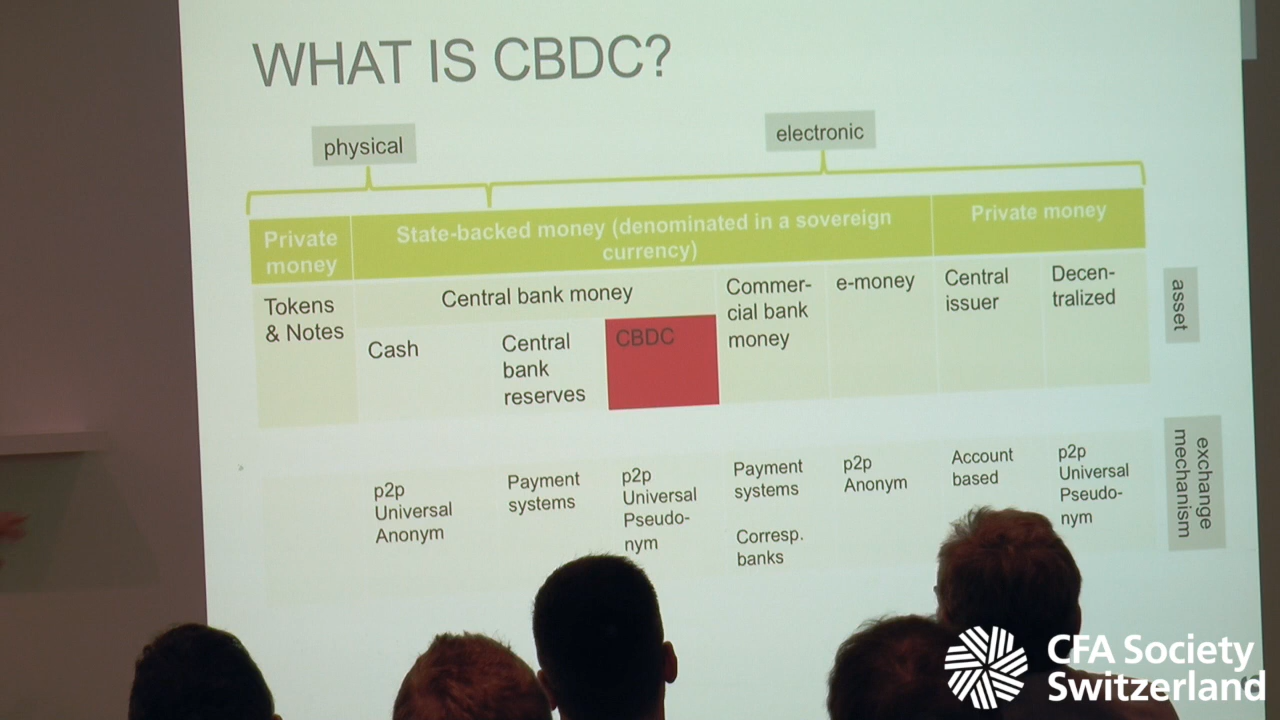 WHAT IS CBDC?
physical
electronic
Private
money
State-backed money (denominated in a sovereign
currency)
Private money
Tokens
& Notes
Central bank money
Cash
Central
bank
reserves
CBDC
Commer-
cial bank
money
e-money
Central
issuer
Decen-
tralized
asset
p2p
Universal
Anonym
Payment
systems
p2p
Universal
Pseudo-
nym
Payment
systems
Corresp.
banks
p2p
Anonym
Account
based
p2p
Universal
Pseudo-
nym
exchange
mechanism
CFA Society
Switzerland